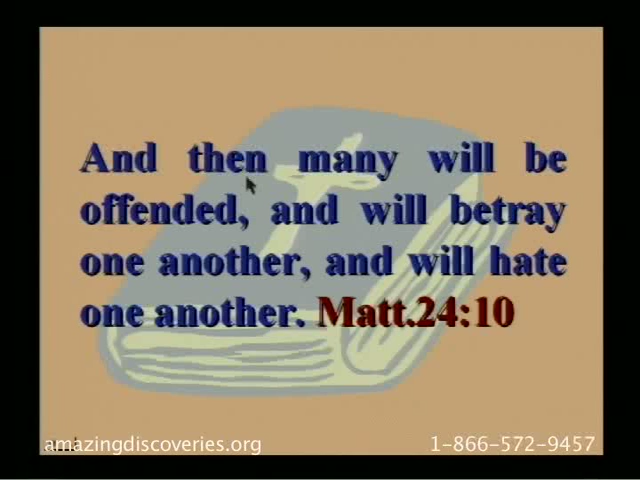 And then many will be
offended, and will betray
one another, and will hate
one another. Matt.24:10
amazingdiscoveries.org 1-866-572-9457